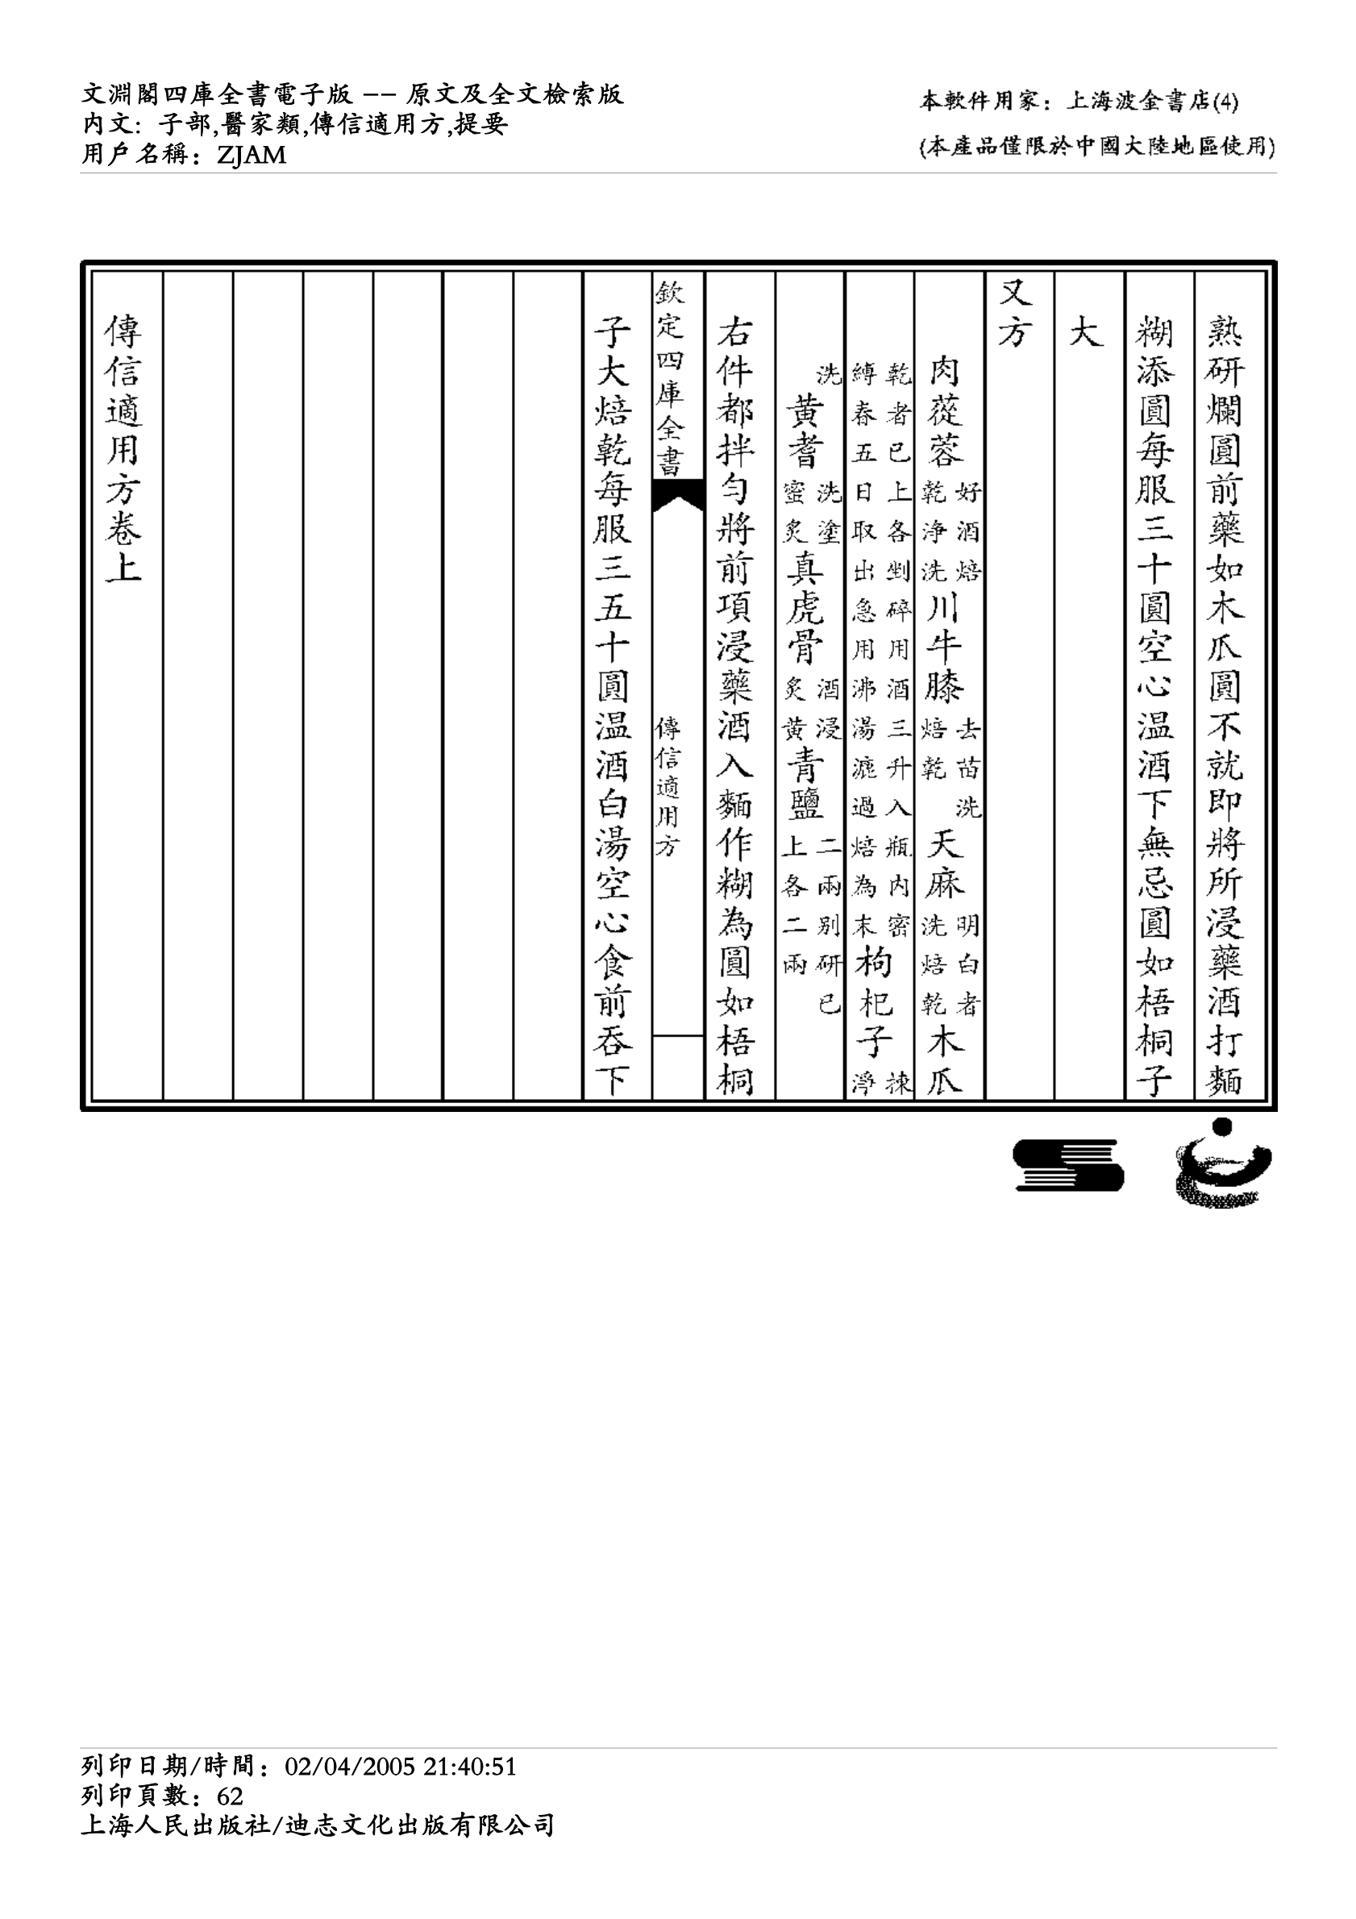 文淵閣四庫全書電子版 −− 原文及全文檢索版
内文：子部,醫家類,傳信適用方,提要
用戶名稱：ZJAM
本軟件用家：上海波金書店(4)
(本產品僅限於中國大陸地區使用)
熟研爛圓前藥如木瓜圓不就即將所浸藥酒打麵
糊添圓每服三十圓空心温酒下無忌圓如梧桐子
大
又方
肉蓯蓉好酒焙乾浄洗川牛膝去苗洗焙乾天麻明白者洗焙乾木瓜
乾者已上各剉碎用酒三升入瓶内密縛春五日取出急用沸湯漉過焙為末枸杞子揀淨
洗黄耆洗塗蜜炙真虎骨酒浸炙黄青鹽二兩别研已上各二兩
右件都拌匀將前項浸藥酒入麵作糊為圓如梧桐
欽定四庫全書
傳信適用方
子大焙乾每服三五十圓温酒白湯空心食前吞下
傳信適用方卷上
列印日期/時間：02/04/2005 21:40:51
列印頁數：62
上海人民出版社/迪志文化出版有限公司